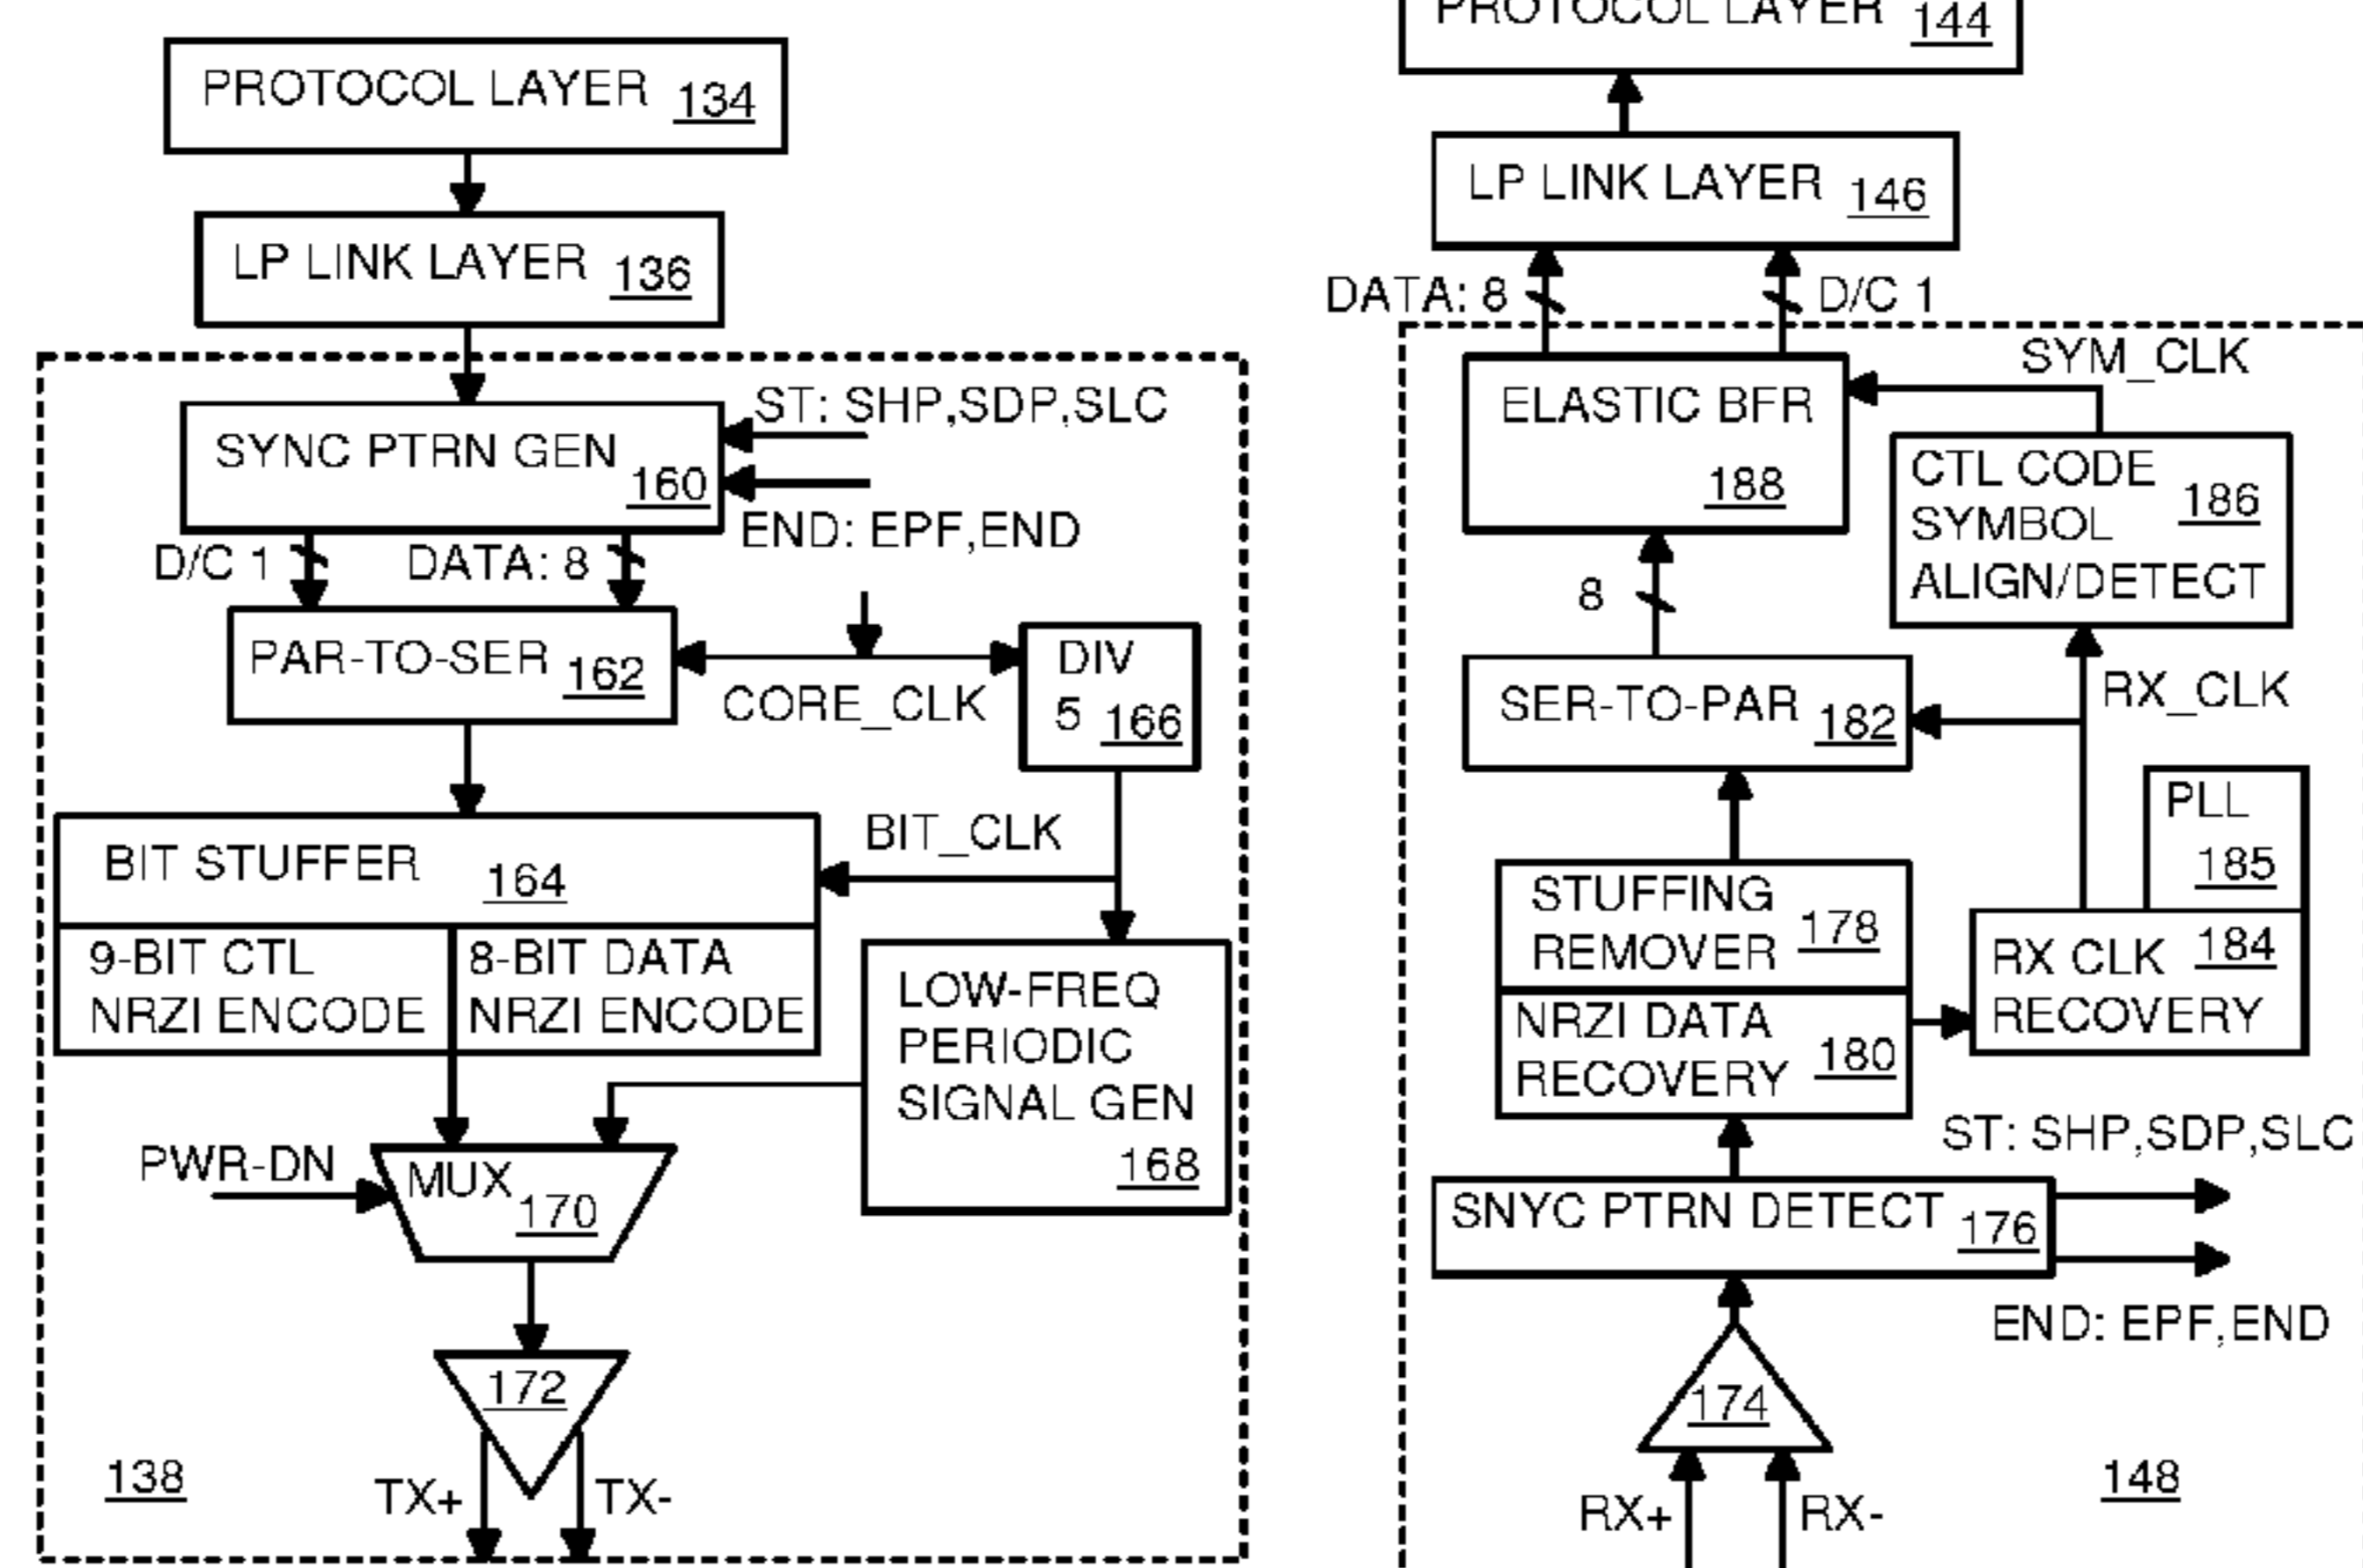 PROTOCOL LAYER 134
LP LINK LAYER 136
SYNC PTRN GEN 160
ST: SHP,SDP,SLC
END: EPF,END
D/C 1
DATA: 8
PAR-TO-SER 162
CORE_CLK
DIV
5 166
BIT STUFFER 164
BIT_CLK
9-BIT CTL
NRZI ENCODE
8-BIT DATA
NRZI ENCODE
LOW-FREQ
PERIODIC
SIGNAL GEN
168
PWR-DN
MUX 170
172
TX+
TX-
138
PROTOCOL LAYER 144
LP LINK LAYER 146
DATA: 8
D/C 1
SYM_CLK
ELASTIC BFR
188
CTL CODE
SYMBOL
ALIGN/DETECT
186
8
SER-TO-PAR 182
RX_CLK
PLL
185
STUFFING
REMOVER 178
NRZI DATA
RECOVERY 180
RX CLK 184
RECOVERY
ST: SHP,SDP,SLC
SNYC PTRN DETECT 176
END: EPF,END
174
RX+
RX-
148